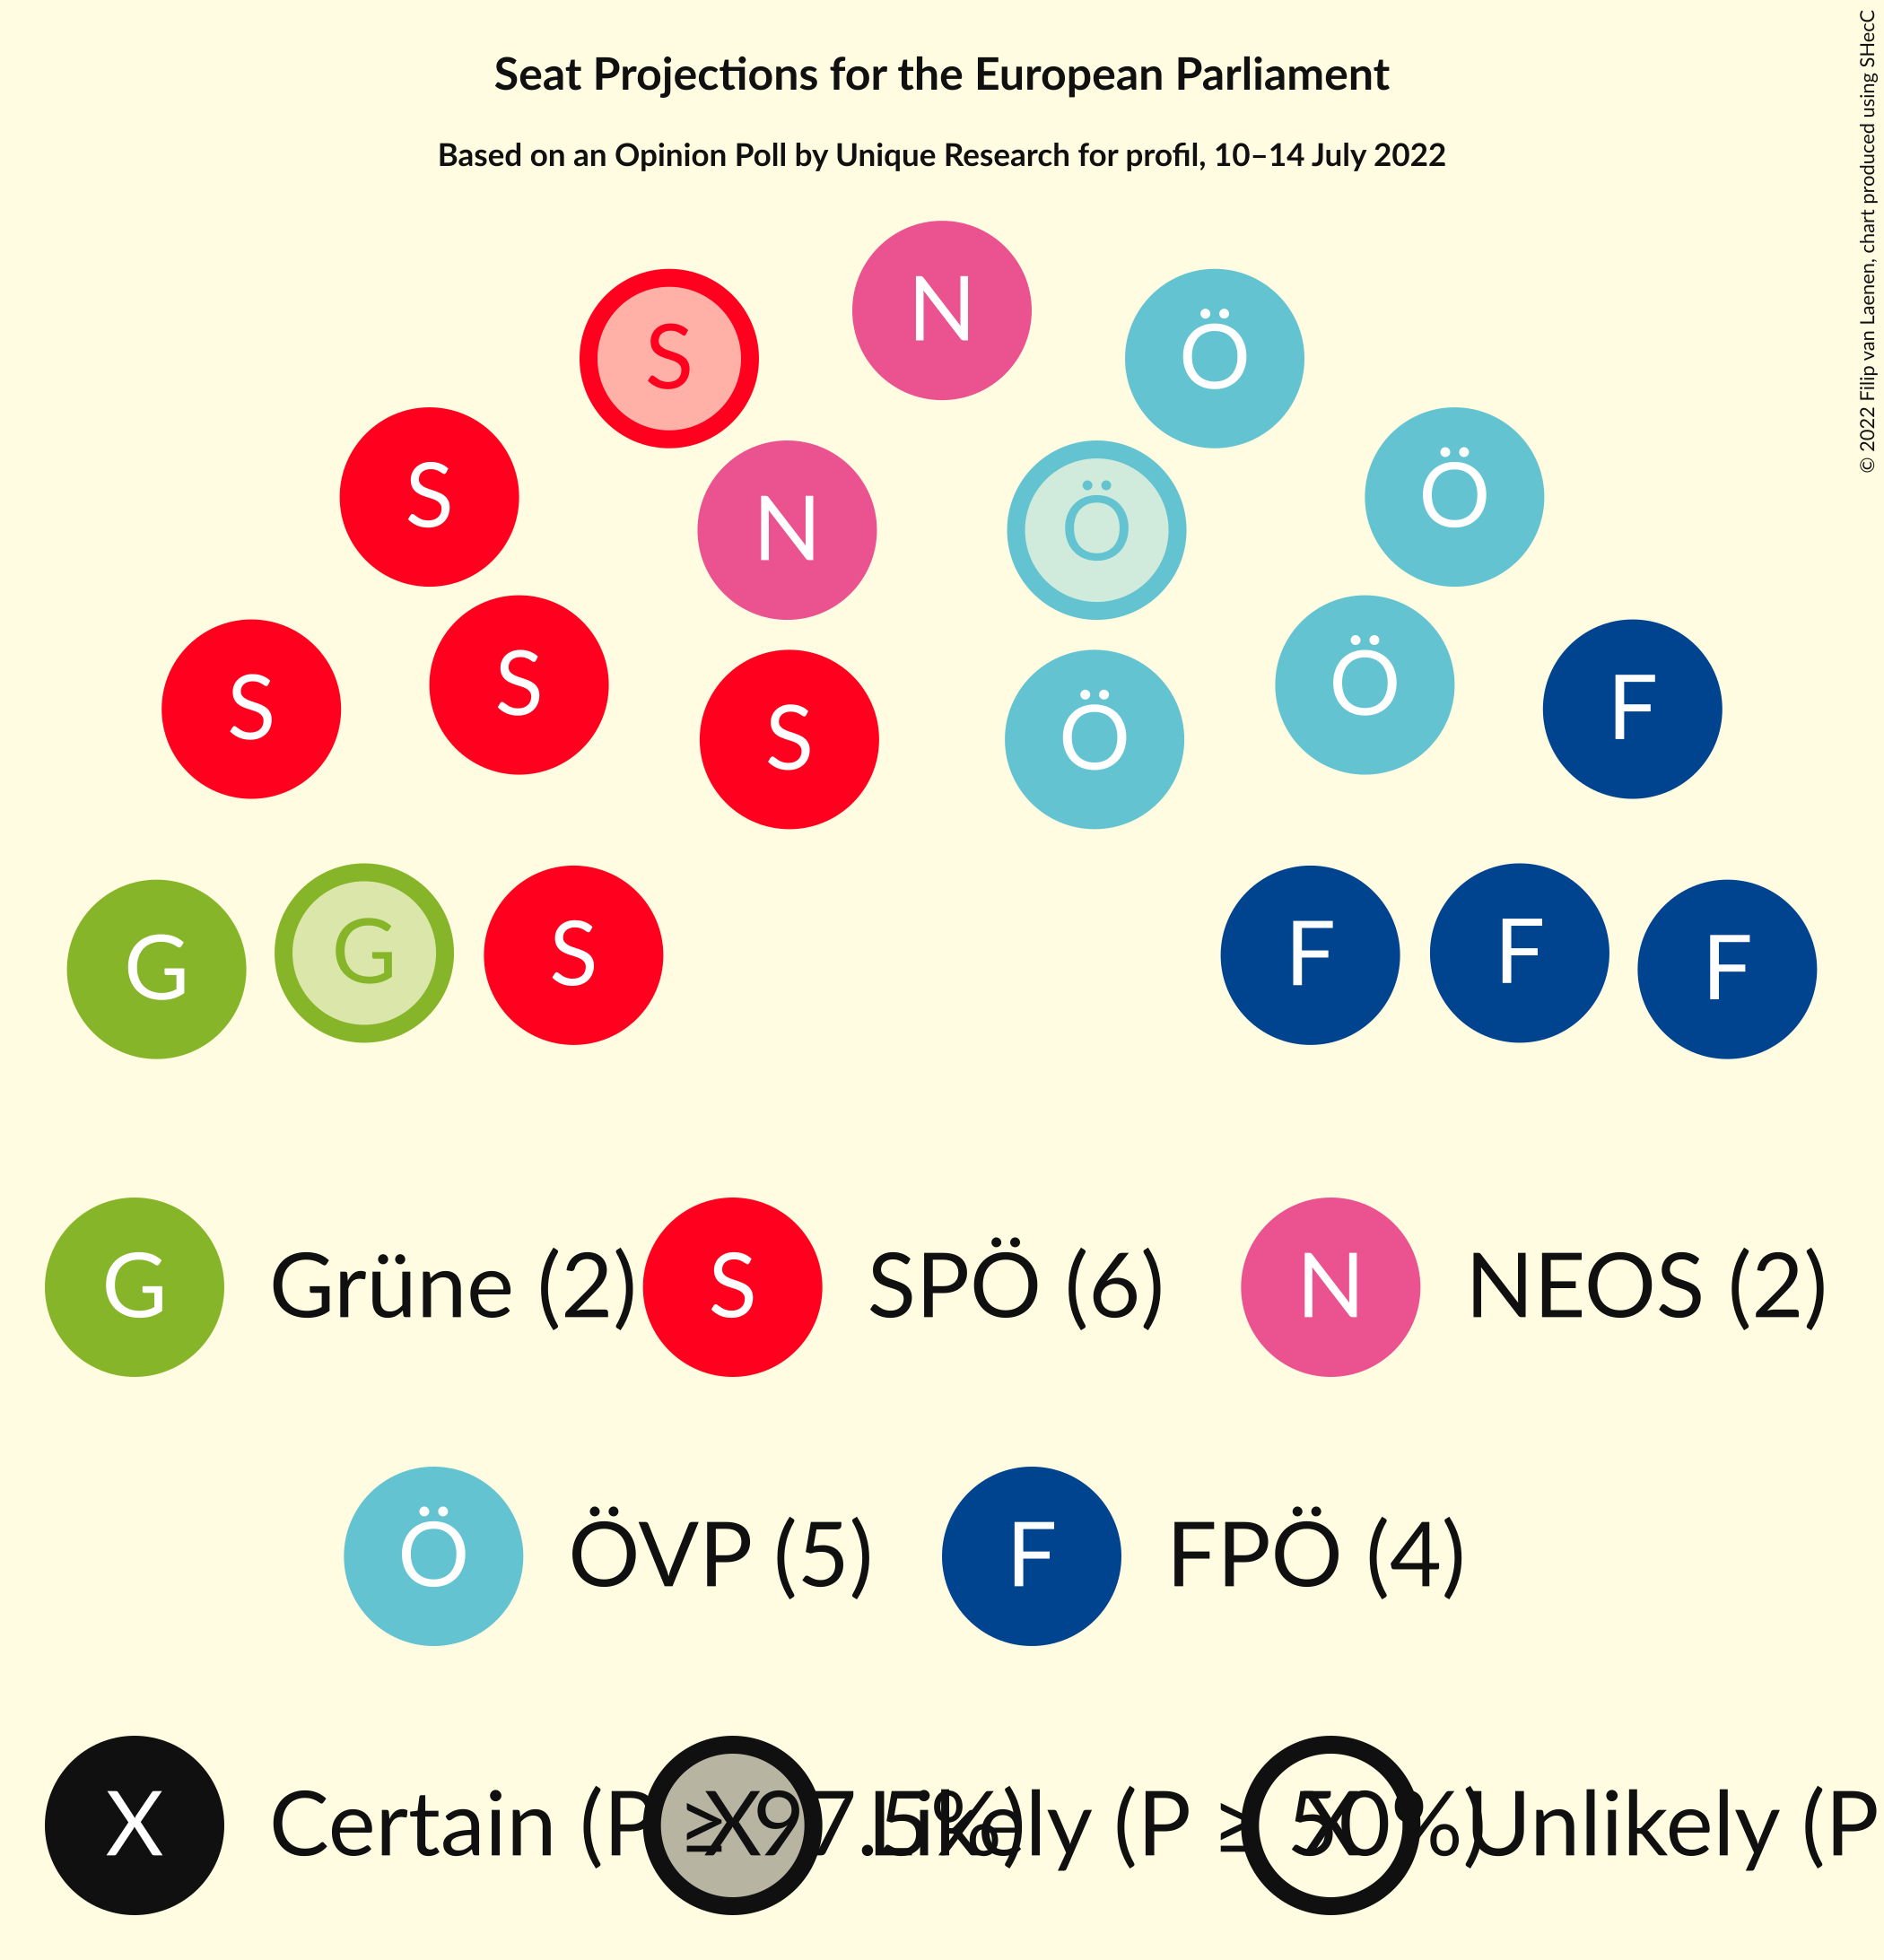 Seat Projections for the European Parliament
Based on an Opinion Poll by Unique Research for profil, 10–14 July 2022
© 2022 Filip van Laenen, chart produced using SHecC
N
S Ö
S Ö
N Ö
S Ö
S F
S Ö
G F
G F
S F
G Grüne (2) S SPÖ (6) N NEOS (2)
Ö ÖVP (5) F FPÖ (4)
X Certain (P ≥ 97.5%) X Likely (P ≥ 50%) X Unlikely (P